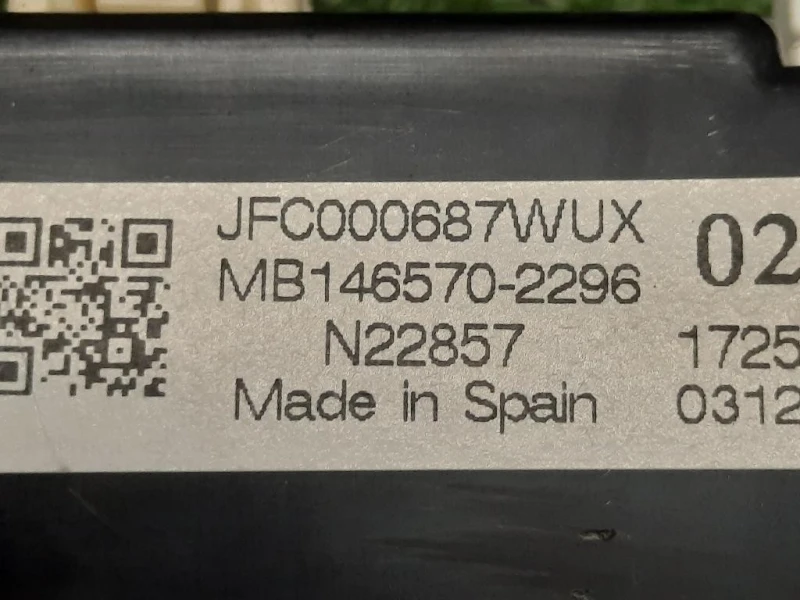 JFC000687WUX 02
MB146570-2296
N22857 1725
Made in Spain 0312